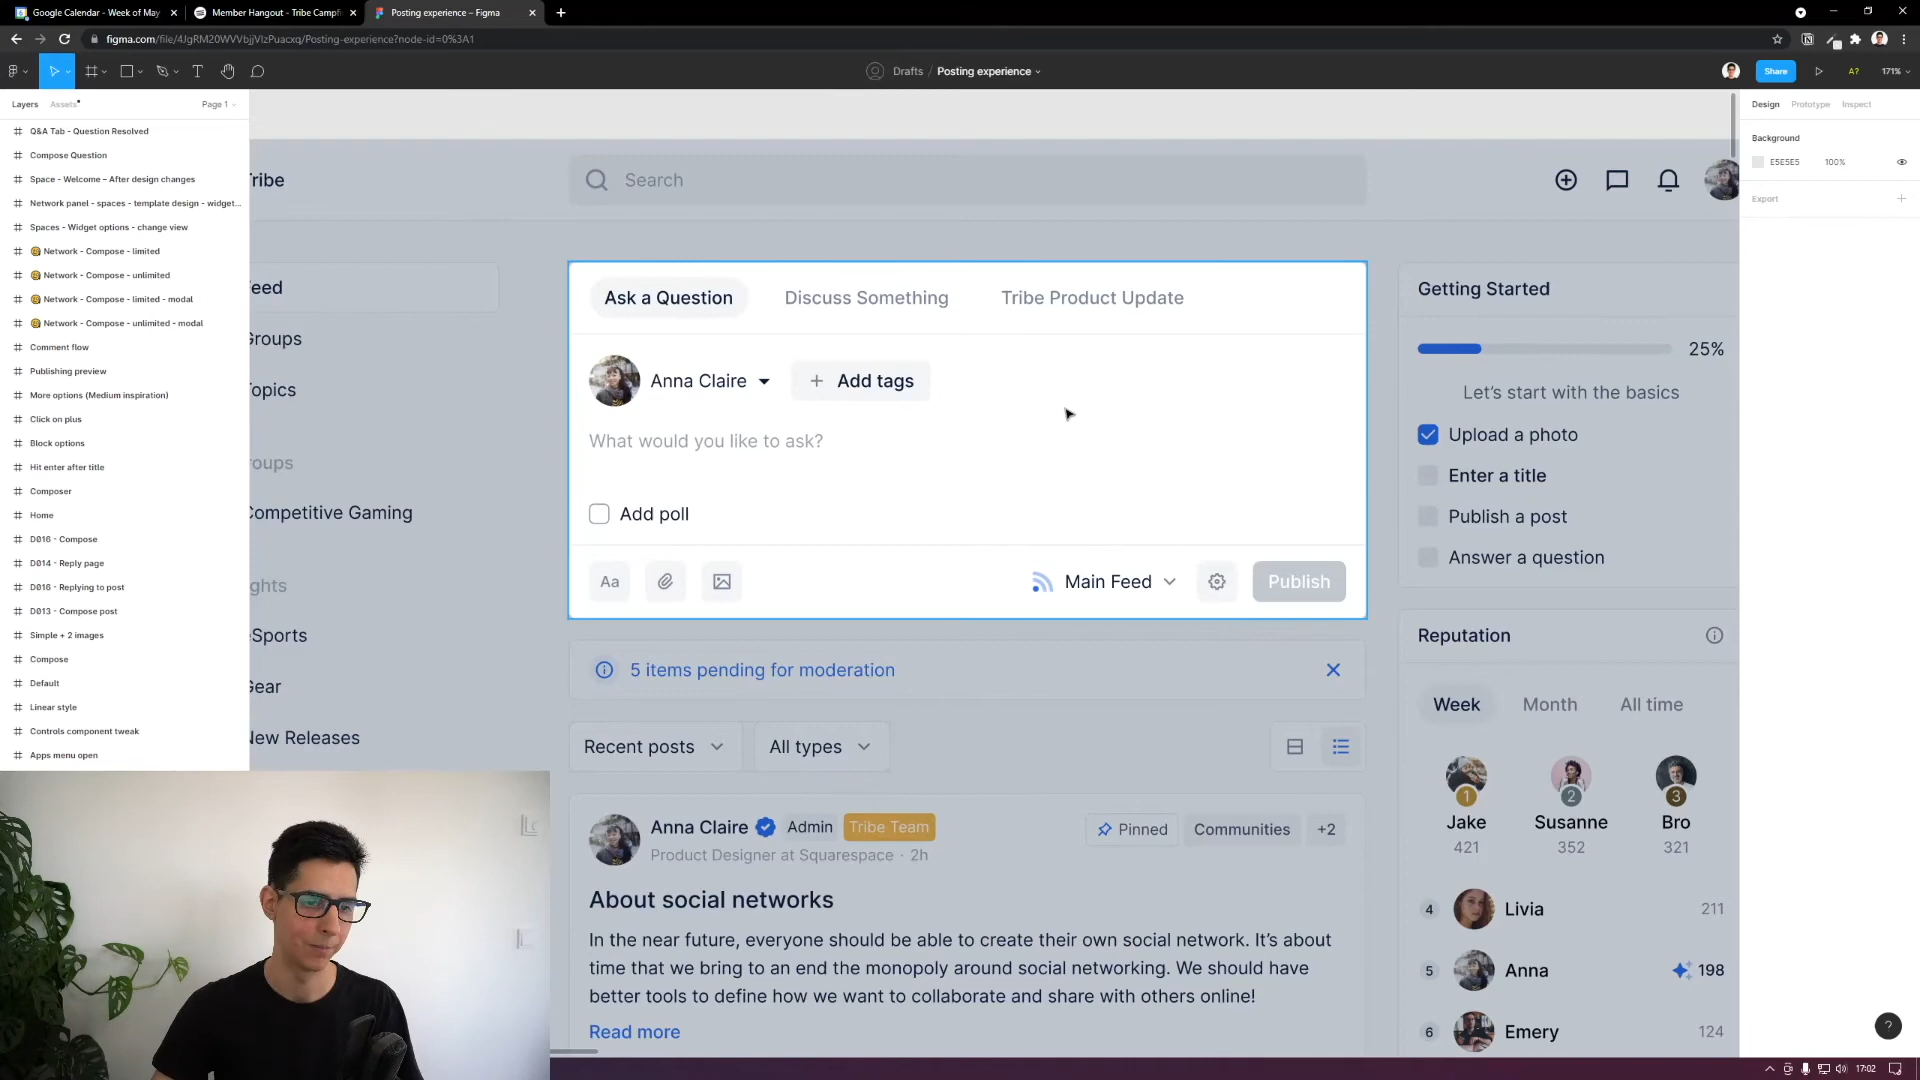 Google Calendar - Week of May
Member Hangout - Tribe Campfi
Posting experience – Figma
figma.com/file/4JgRM20WVVbjjVlzPuacxq/Posting-experience?node-id=0%3A1
Drafts / Posting experience
Share
A?
171%
Layers
Assets
Page 1
Q&A Tab - Question Resolved
Compose Question
Space - Welcome – After design changes
Network panel - spaces - template design - widget...
Spaces - Widget options - change view
Network - Compose - limited
Network - Compose - unlimited
Network - Compose - limited - modal
Network - Compose - unlimited - modal
Comment flow
Publishing preview
More options (Medium inspiration)
Click on plus
Block options
Hit enter after title
Composer
Home
D016 - Compose
D014 - Reply page
D016 - Replying to post
D013 - Compose post
Simple + 2 images
Compose
Default
Linear style
Controls component tweak
Apps menu open
Tribe
Search
Feed
Groups
Topics
roups
Competitive Gaming
ghts
eSports
Gear
New Releases
Ask a Question
Discuss Something
Tribe Product Update
Anna Claire
+ Add tags
What would you like to ask?
Add poll
Aa
Main Feed
Publish
5 items pending for moderation
Recent posts
All types
Anna Claire
Admin
Tribe Team
Product Designer at Squarespace · 2h
Pinned
Communities
+2
About social networks
In the near future, everyone should be able to create their own social network. It's about
time that we bring to an end the monopoly around social networking. We should have
better tools to define how we want to collaborate and share with others online!
Read more
Getting Started
25%
Let's start with the basics
Upload a photo
Enter a title
Publish a post
Answer a question
Reputation
Week
Month
All time
1
2
3
Jake
Susanne
Bro
421
352
321
4
Livia
211
5
Anna
198
6
Emery
124
Design
Prototype
Inspect
Background
E5E5E5
100%
Export
?
17:02